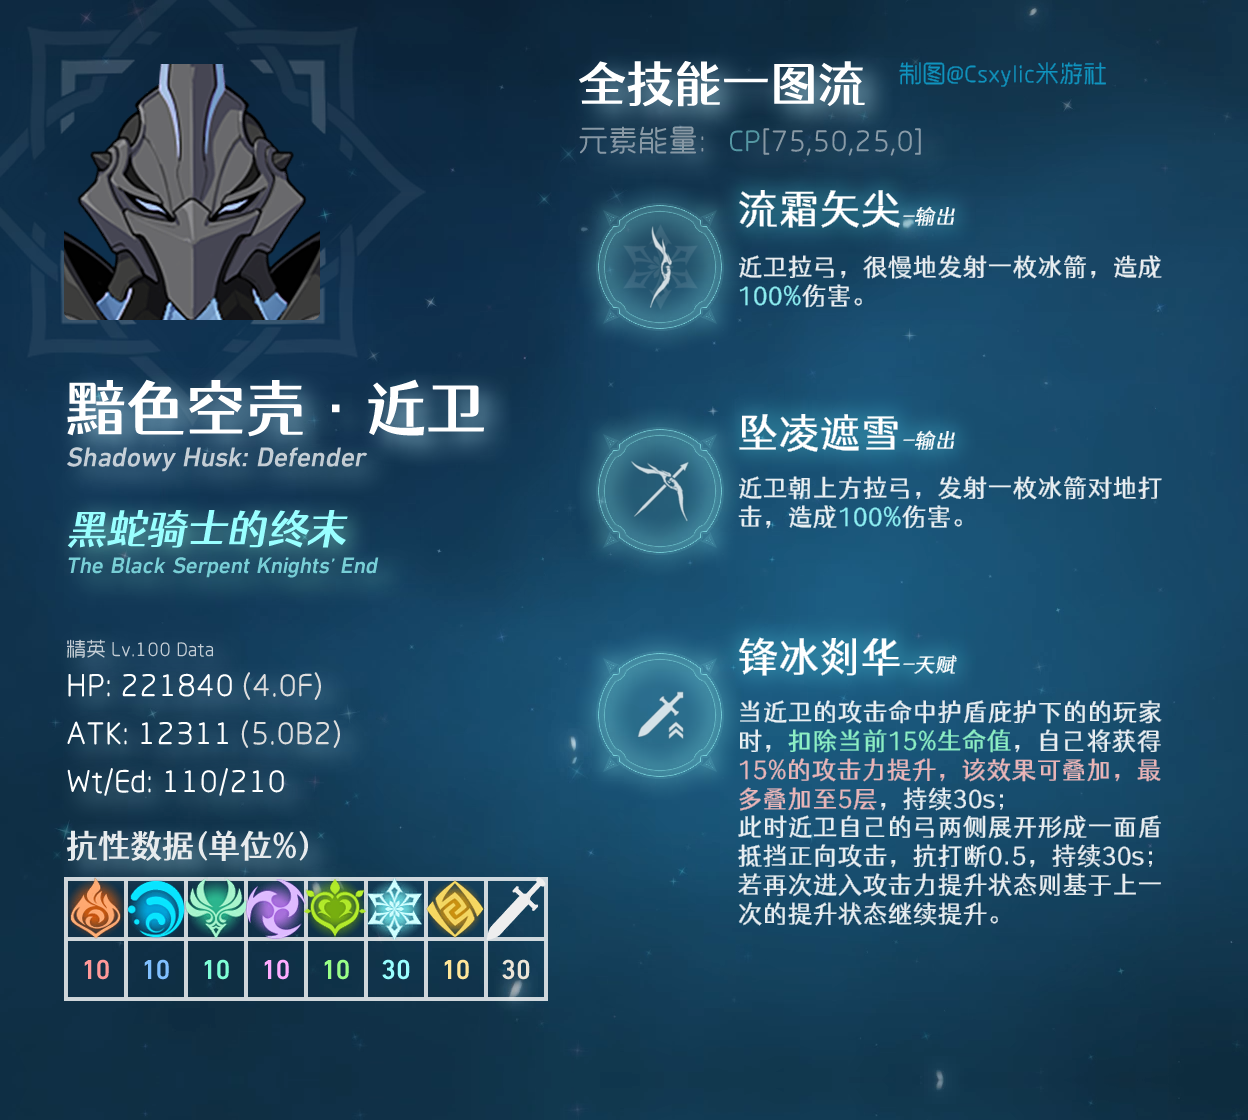 全技能一图流
制图@Csxylic米游社
元素能量: CP[75,50,25,0]
流霜矢尖–输出
近卫拉弓，很慢地发射一枚冰箭，造成
100%伤害。
黯色空壳·近卫
Shadowy Husk: Defender
黑蛇骑士的终末
The Black Serpent Knights' End
坠凌遮雪–输出
近卫朝上方拉弓，发射一枚冰箭对地打
击，造成100%伤害。
精英 Lv.100 Data
HP: 221840 (4.0F)
ATK: 12311 (5.0B2)
Wt/Ed: 110/210
抗性数据(单位%)
10 10 10 10 10 30 10 30
锋冰剡华–天赋
当近卫的攻击命中护盾庇护下的的玩家
时，扣除当前15%生命值，自己将获得
15%的攻击力提升，该效果可叠加，最
多叠加至5层，持续30s；
此时近卫自己的弓两侧展开形成一面盾
抵挡正向攻击，抗打断0.5，持续30s；
若再次进入攻击力提升状态则基于上一
次的提升状态继续提升。